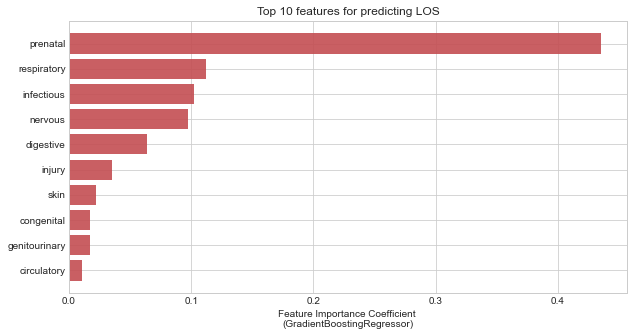 Top 10 features for predicting LOS
prenatal
respiratory
infectious
nervous
digestive
injury
skin
congenital
genitourinary
circulatory
0.0 0.1 0.2 0.3 0.4
Feature Importance Coefficient
(GradientBoostingRegressor)